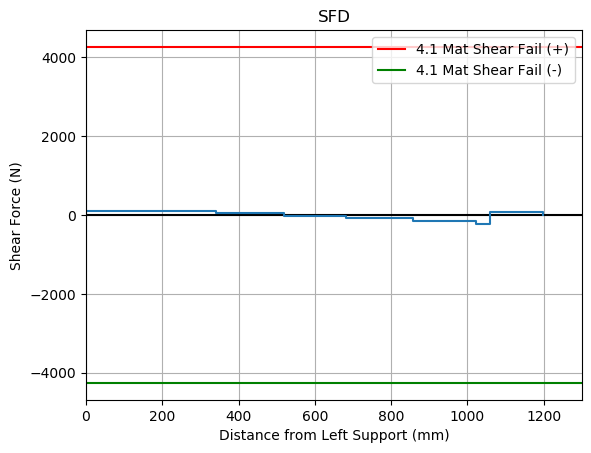 SFD
4.1 Mat Shear Fail (+)
4.1 Mat Shear Fail (-)
Shear Force (N)
4000
2000
0
−2000
−4000
0 200 400 600 800 1000 1200
Distance from Left Support (mm)